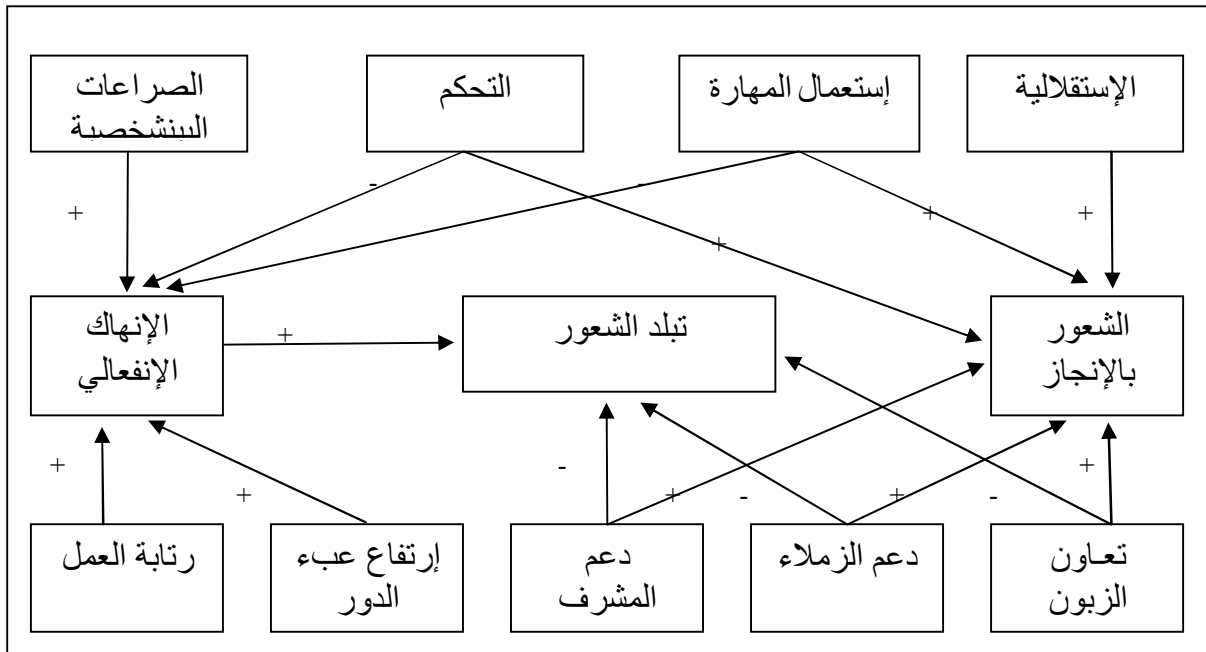 الإستقلالية
إستعمال المهارة
التحكم
الصراعات
البينشخصية
-
-
+
+
+
+
الشعور
بالإنجاز
تبلد الشعور
+
الإنهاك
الإنفعالي
+
-
+
-
+
-
+
+
تعاون
الزبون
دعم الزملاء
دعم
المشرف
إرتفاع عبء
الدور
رتابة العمل